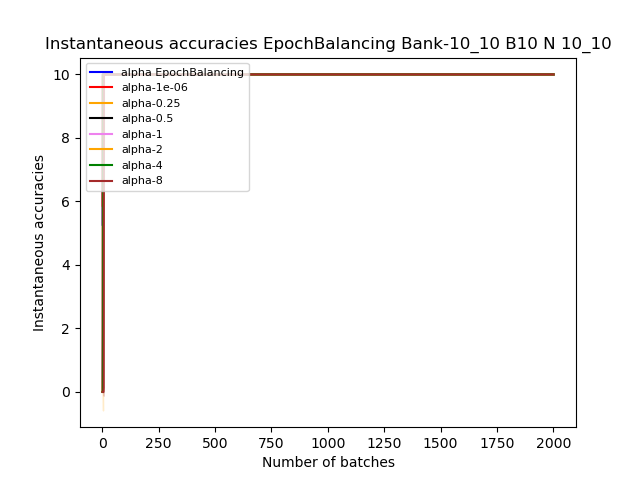 Instantaneous accuracies EpochBalancing Bank-10_10 B10 N 10_10
alpha EpochBalancing
alpha-1e-06
alpha-0.25
alpha-0.5
alpha-1
alpha-2
alpha-4
alpha-8
Instantaneous accuracies
10
8
6
4
2
0
0 250 500 750 1000 1250 1500 1750 2000
Number of batches